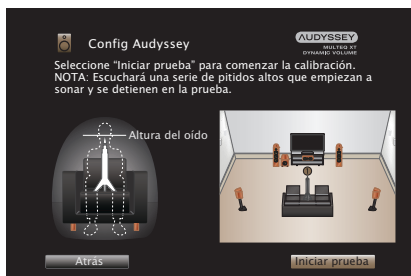 Config Audyssey
AUDYSSEY
MULTEQ XT
DYNAMIC VOLUME
Seleccione “Iniciar prueba” para comenzar la calibración.
NOTA: Escuchará una serie de pitidos altos que empiezan a
sonar y se detienen en la prueba.
Altura del oído
Atrás
Iniciar prueba